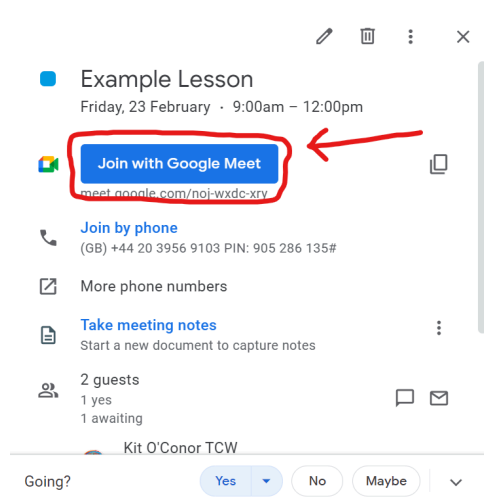 Example Lesson
Friday, 23 February · 9:00am – 12:00pm
Join with Google Meet
meet.google.com/noj-wxdc-xry
Join by phone
(GB) +44 20 3956 9103 PIN: 905 286 135#
More phone numbers
Take meeting notes
Start a new document to capture notes
2 guests
1 yes
1 awaiting
Kit O'Conor TCW
Going? Yes No Maybe